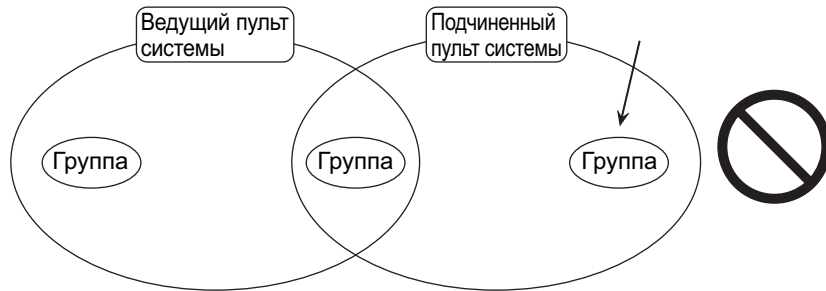 Ведущий пульт
системы
Подчиненный
пульт системы
Группа
Группа
Группа